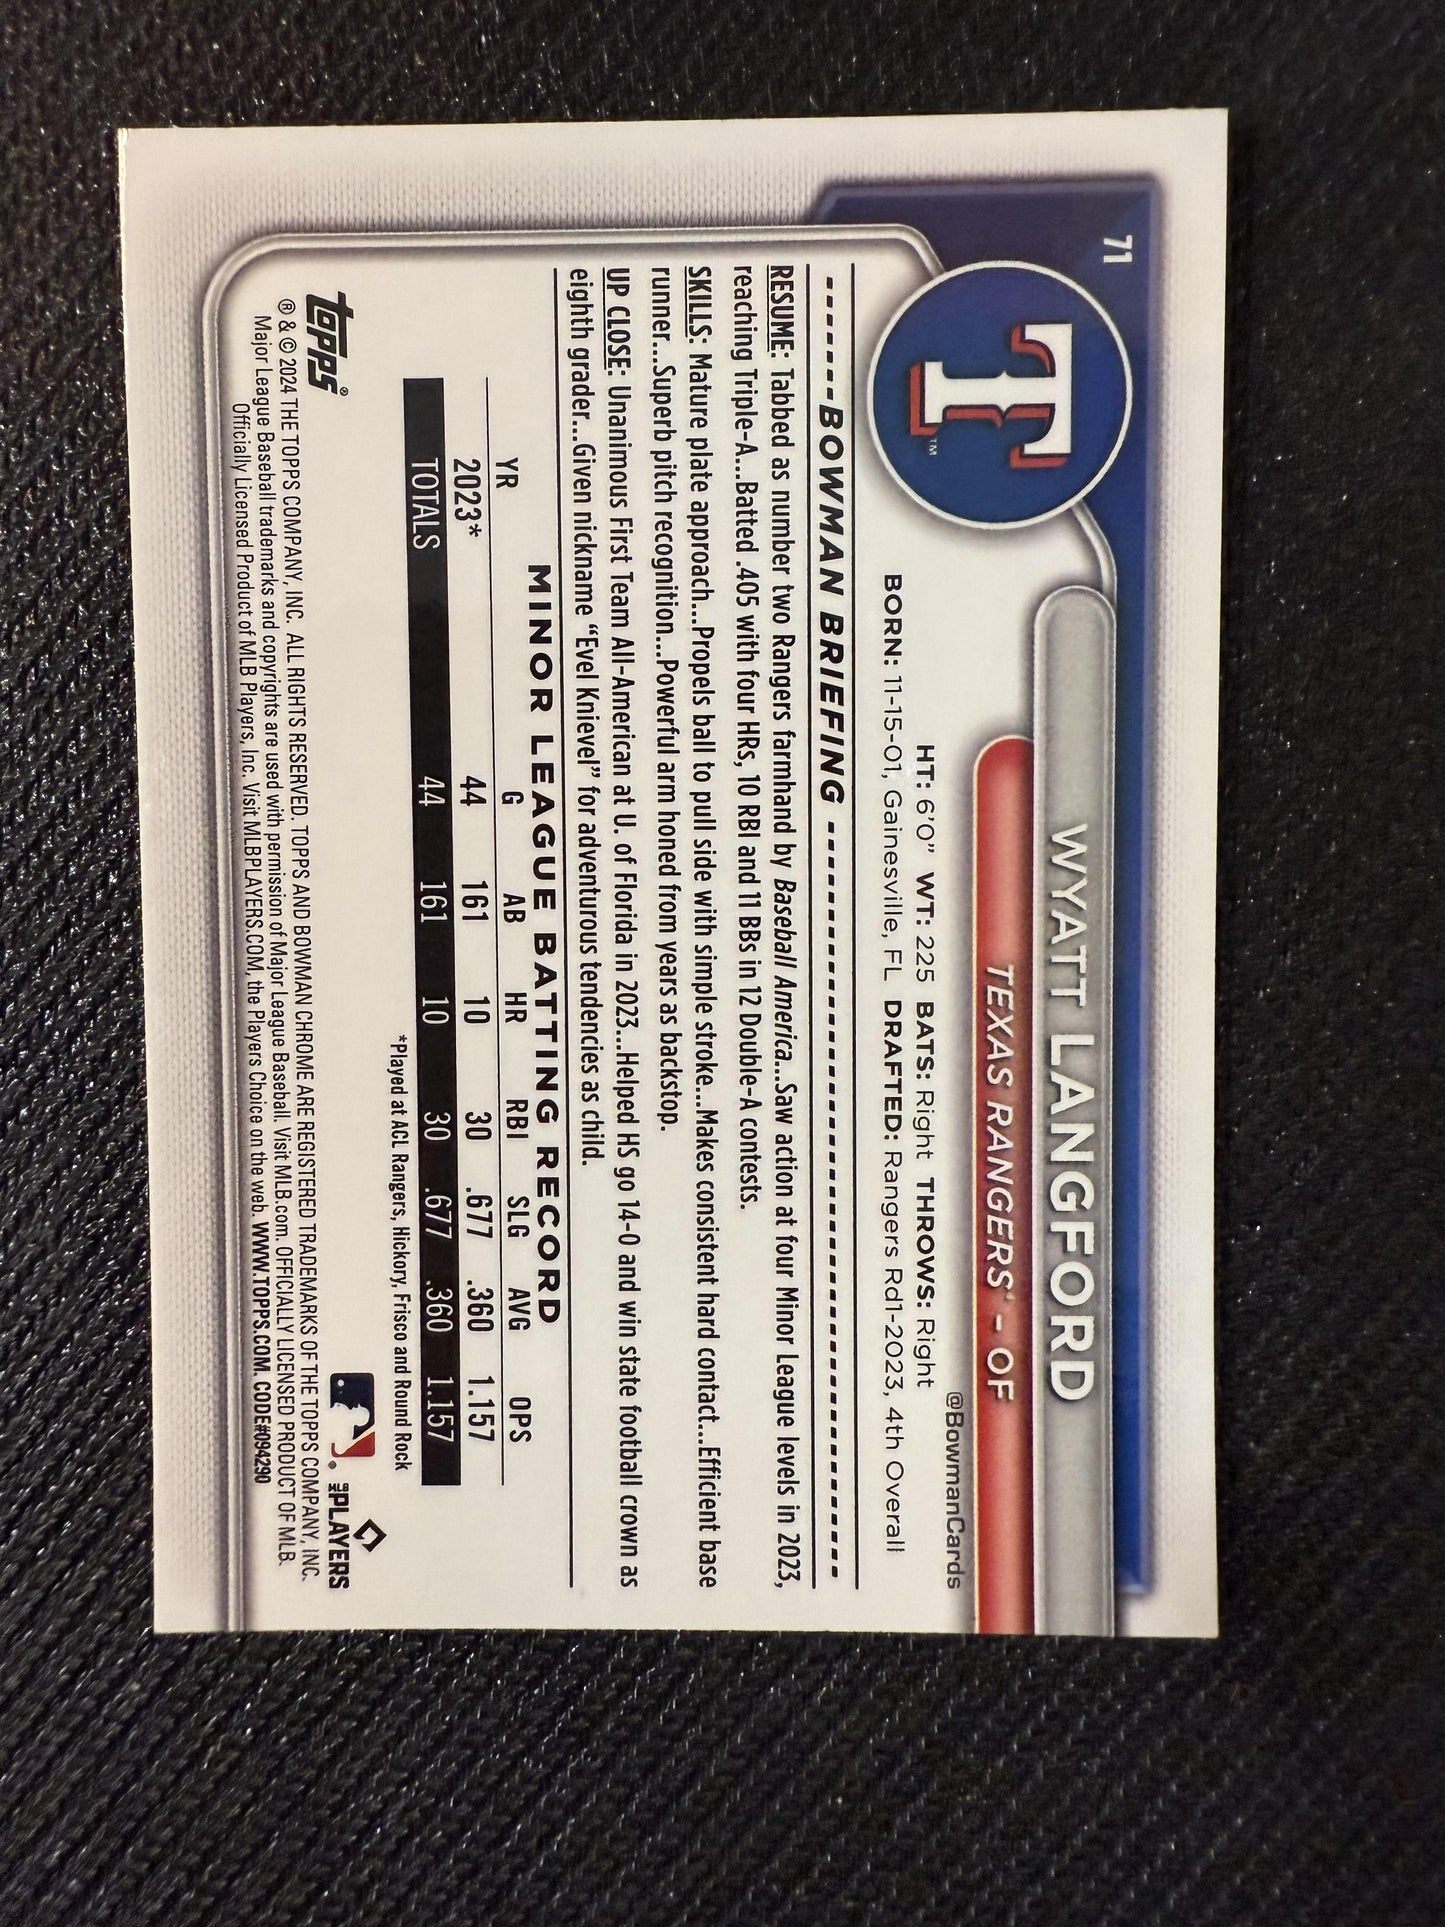 71
T™
WYATT LANGFORD
TEXAS RANGERS® - OF
@BowmanCards
HT: 6'0" WT: 225 BATS: Right THROWS: Right
BORN: 11-15-01, Gainesville, FL DRAFTED: Rangers Rd1-2023, 4th Overall
------BOWMAN BRIEFING --------------------
RESUME: Tabbed as number two Rangers farmhand by Baseball America...Saw action at four Minor League levels in 2023,
reaching Triple-A...Batted .405 with four HRs, 10 RBI and 11 BBs in 12 Double-A contests.
SKILLS: Mature plate approach...Propels ball to pull side with simple stroke...Makes consistent hard contact...Efficient base
runner...Superb pitch recognition...Powerful arm honed from years as backstop.
UP CLOSE: Unanimous First Team All-American at U. of Florida in 2023...Helped HS go 14-0 and win state football crown as
eighth grader...Given nickname “Evel Knievel” for adventurous tendencies as child.
MINOR LEAGUE BATTING RECORD
YR G AB HR RBI SLG AVG OPS
2023* 44 161 10 30 .677 .360 1.157
TOTALS 44 161 10 30 .677 .360 1.157
*Played at ACL Rangers, Hickory, Frisco and Round Rock
topps®
MLB PLAYERS
® & © 2024 THE TOPPS COMPANY, INC. ALL RIGHTS RESERVED. TOPPS AND BOWMAN CHROME ARE REGISTERED TRADEMARKS OF THE TOPPS COMPANY, INC.
Major League Baseball trademarks and copyrights are used with permission of Major League Baseball. Visit MLB.com. OFFICIALLY LICENSED PRODUCT OF MLB.
Officially Licensed Product of MLB Players, Inc. Visit MLBPLAYERS.COM, the Players Choice on the web. WWW.TOPPS.COM. CODE#094290